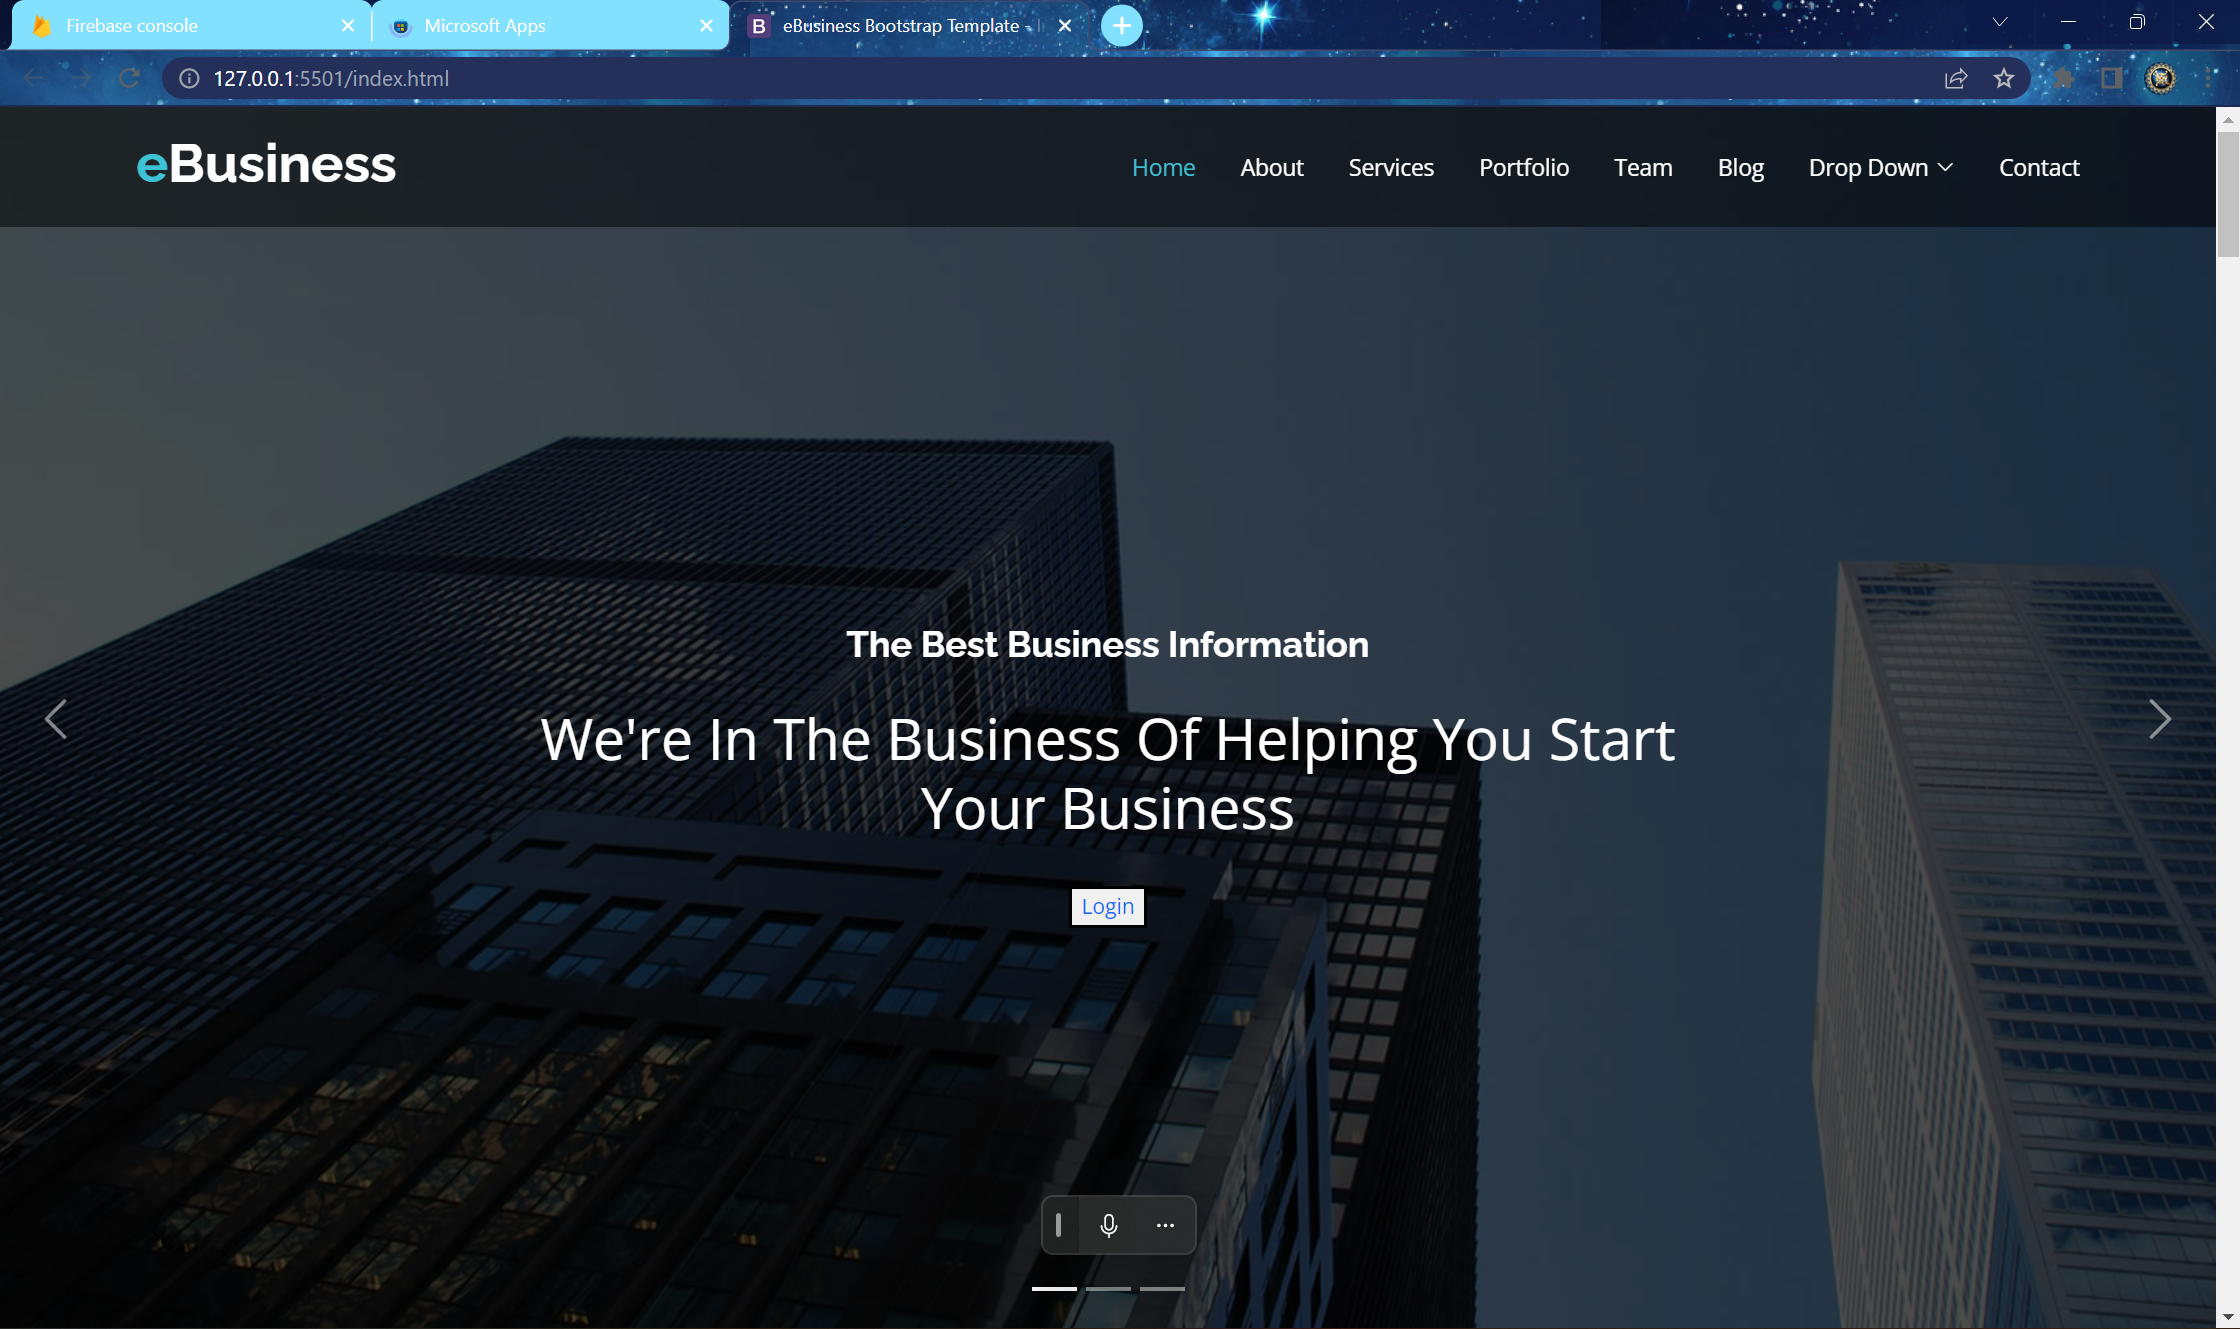 Firebase console
Microsoft Apps
eBusiness Bootstrap Template -
127.0.0.1:5501/index.html
eBusiness
Home About Services Portfolio Team Blog Drop Down Contact
The Best Business Information
We're In The Business Of Helping You Start
Your Business
Login